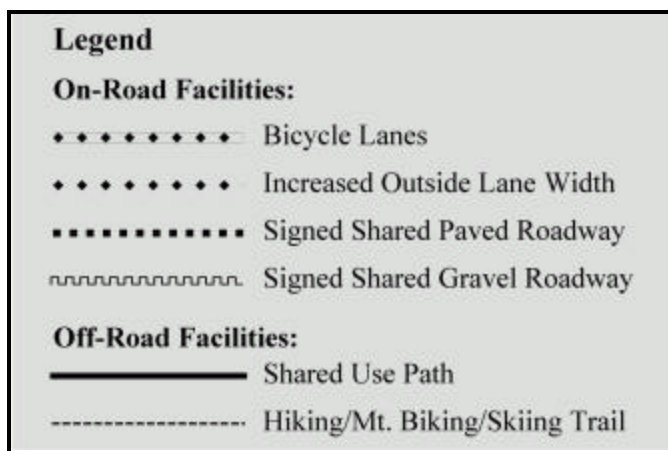 Legend
On-Road Facilities:
Bicycle Lanes
Increased Outside Lane Width
Signed Shared Paved Roadway
Signed Shared Gravel Roadway
Off-Road Facilities:
Shared Use Path
Hiking/Mt. Biking/Skiing Trail